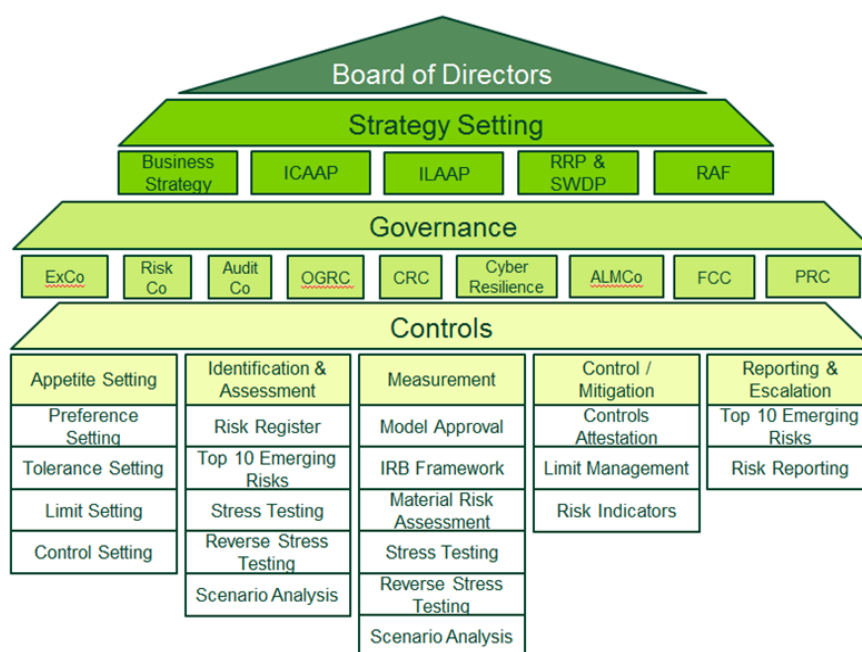 Board of Directors
Strategy Setting
Business
Strategy
ICAAP
ILAAP
RRP &
SWDP
RAF
Governance
ExCo
Risk
Co
Audit
Co
OGRC
CRC
Cyber
Resilience
ALMCo
FCC
PRC
Controls
Appetite Setting
Preference
Setting
Tolerance Setting
Limit Setting
Control Setting
Identification &
Assessment
Risk Register
Top 10 Emerging
Risks
Stress Testing
Reverse Stress
Testing
Scenario Analysis
Measurement
Model Approval
IRB Framework
Material Risk
Assessment
Stress Testing
Reverse Stress
Testing
Scenario Analysis
Control /
Mitigation
Controls
Attestation
Limit Management
Risk Indicators
Reporting &
Escalation
Top 10 Emerging
Risks
Risk Reporting